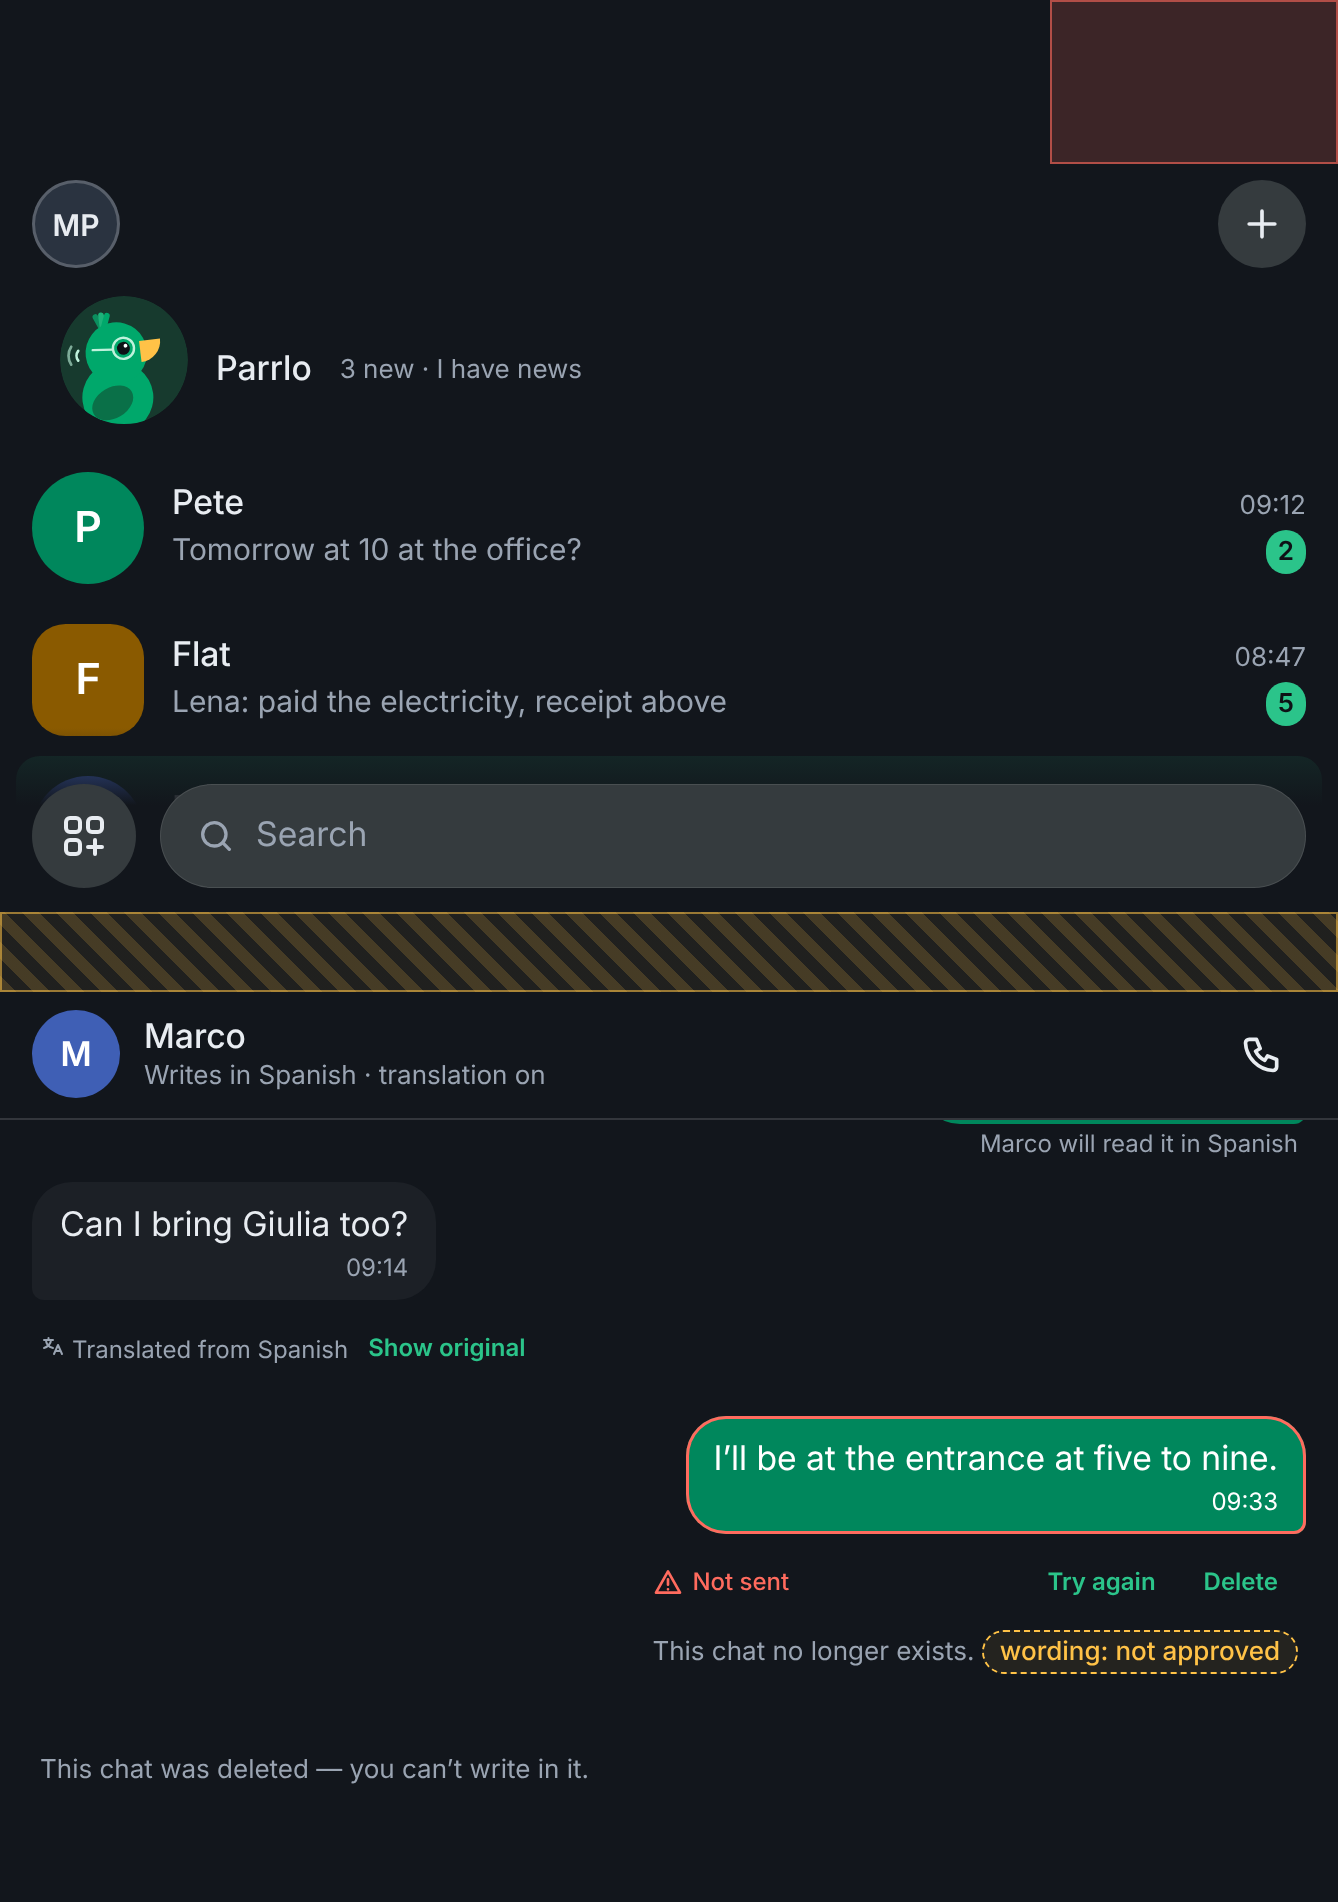 MP
Parrlo 3 new · I have news
P
Pete
09:12
Tomorrow at 10 at the office?
2
F
Flat
08:47
Lena: paid the electricity, receipt above
5
Search
M
Marco
Writes in Spanish · translation on
Marco will read it in Spanish
Can I bring Giulia too?
09:14
Translated from Spanish Show original
I’ll be at the entrance at five to nine.
09:33
Not sent Try again Delete
This chat no longer exists. wording: not approved
This chat was deleted — you can’t write in it.